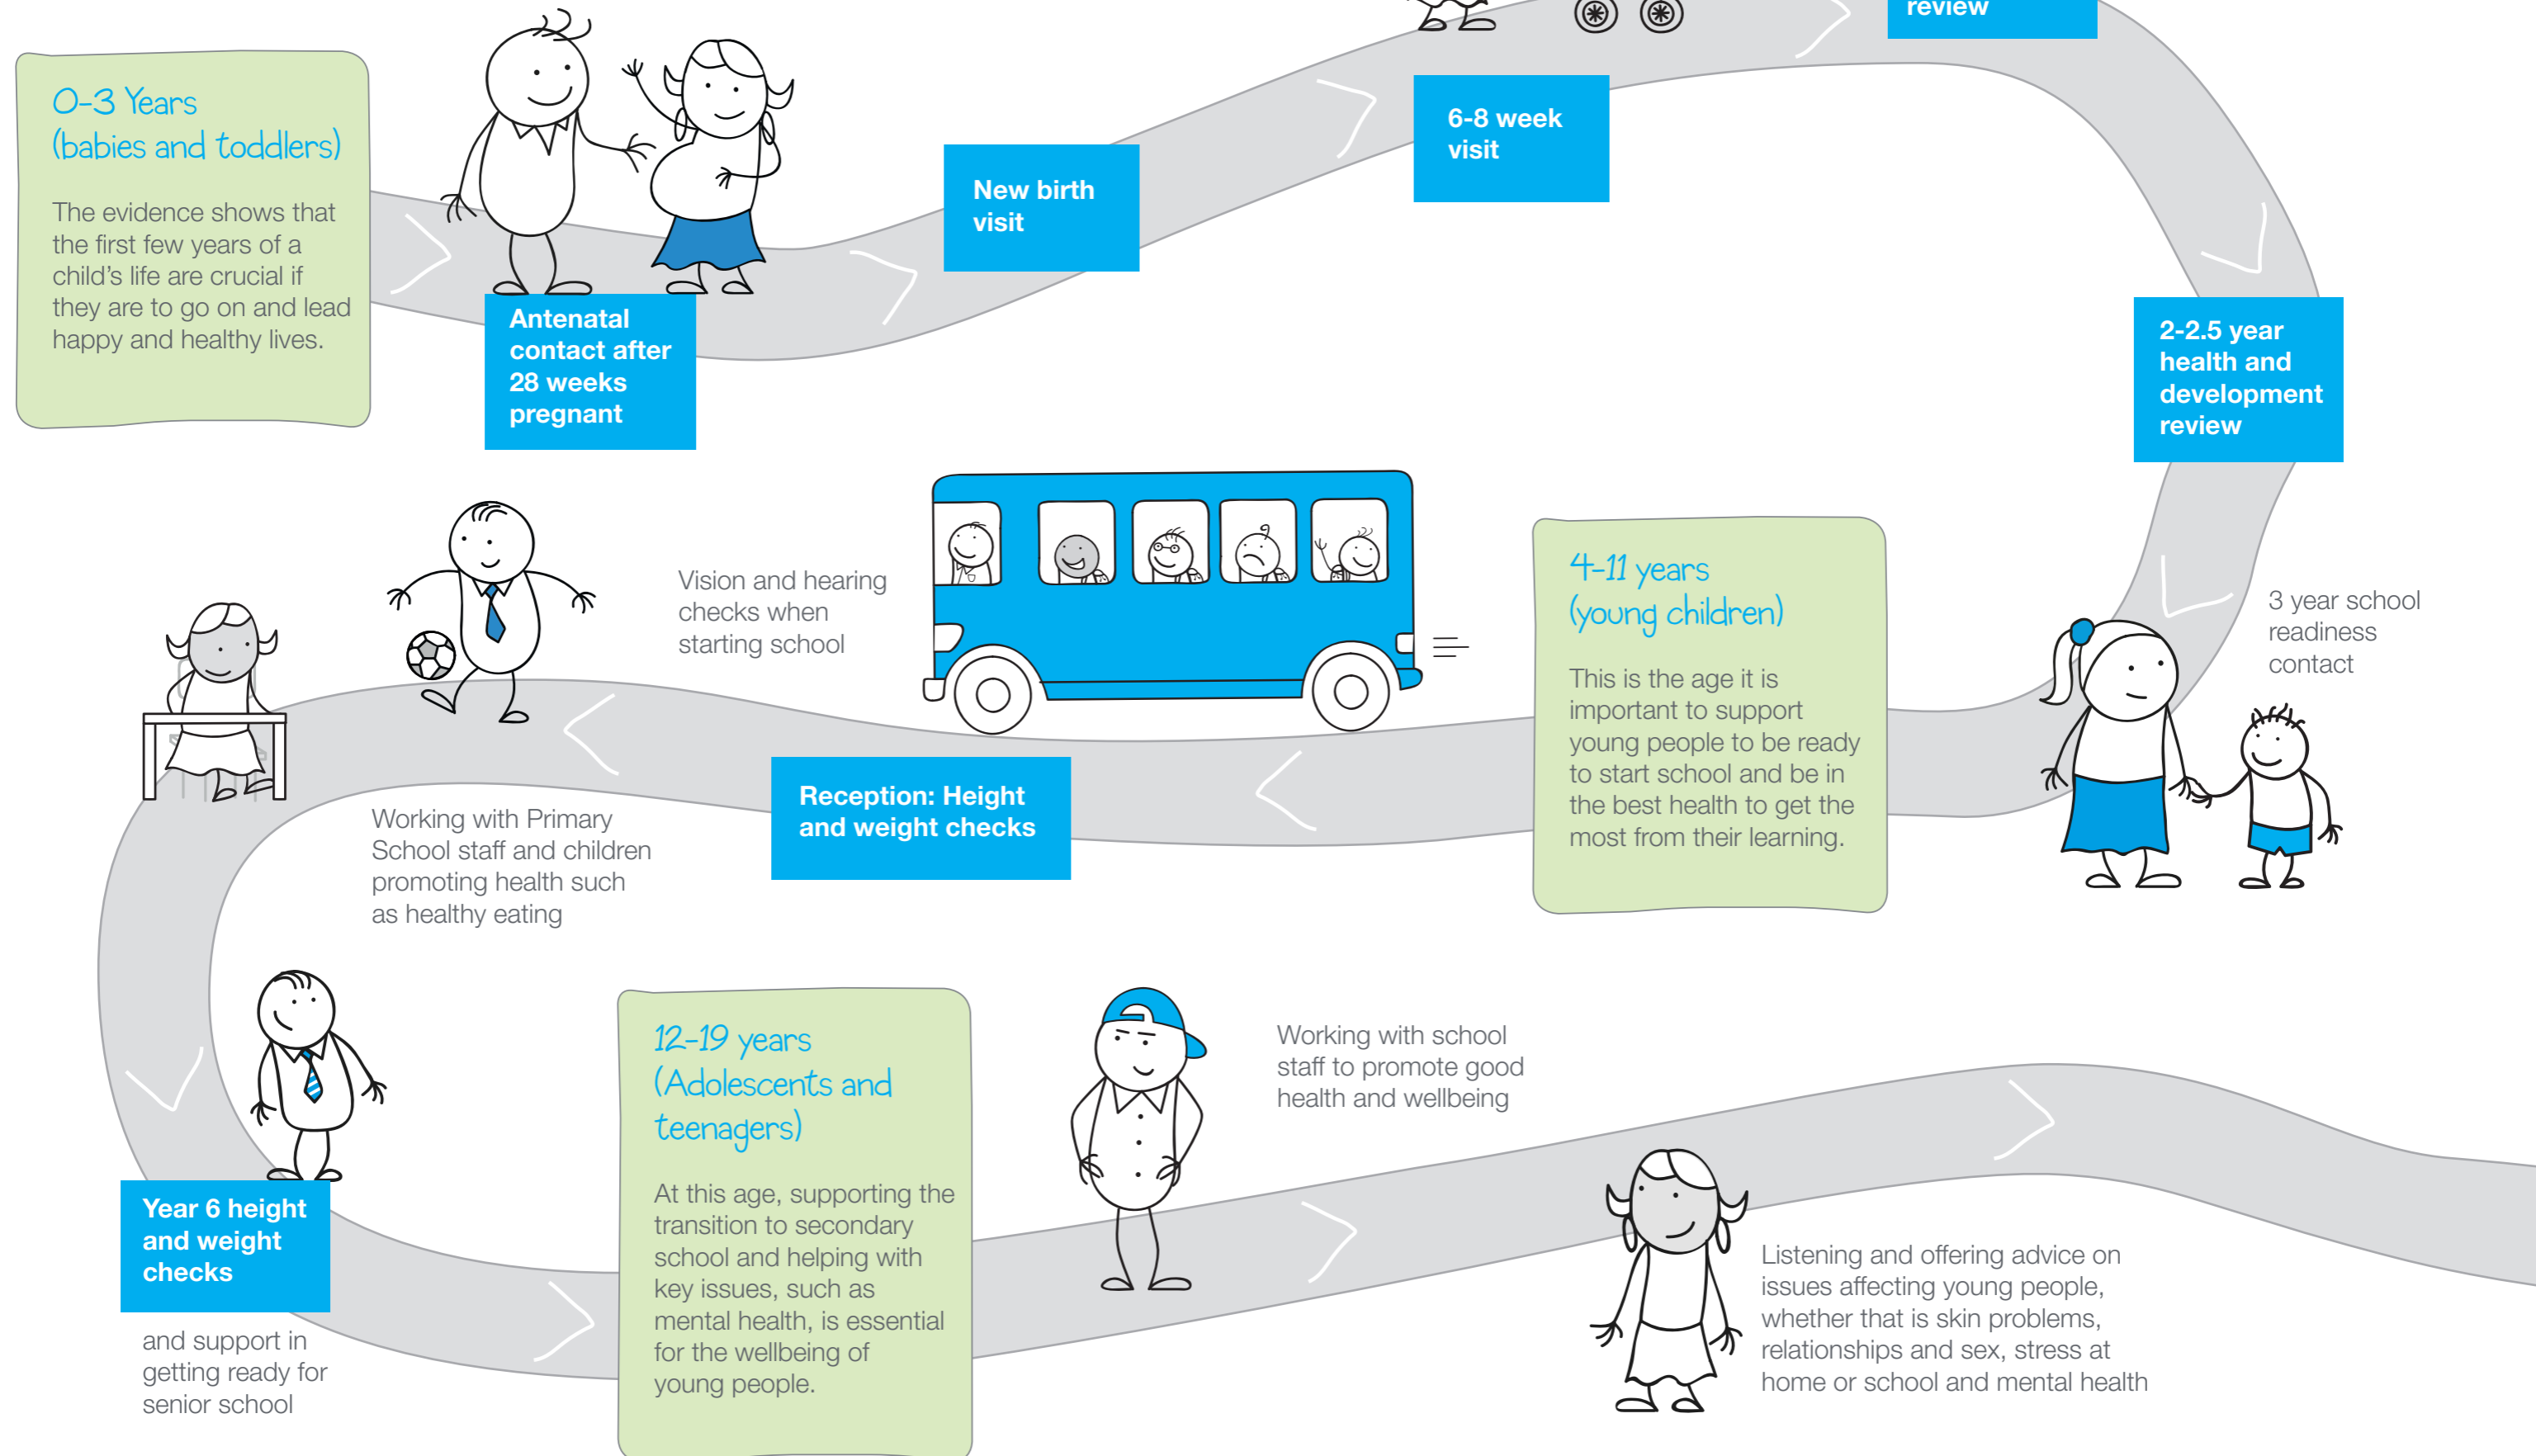 review
0-3 Years
(babies and toddlers)
The evidence shows that
the first few years of a
child's life are crucial if
they are to go on and lead
happy and healthy lives.
Antenatal
contact after
28 weeks
pregnant
New birth
visit
6-8 week
visit
2-2.5 year
health and
development
review
3 year school
readiness
contact
4-11 years
(young children)
This is the age it is
important to support
young people to be ready
to start school and be in
the best health to get the
most from their learning.
Vision and hearing
checks when
starting school
Reception: Height
and weight checks
Working with Primary
School staff and children
promoting health such
as healthy eating
Year 6 height
and weight
checks
and support in
getting ready for
senior school
12-19 years
(Adolescents and
teenagers)
At this age, supporting the
transition to secondary
school and helping with
key issues, such as
mental health, is essential
for the wellbeing of
young people.
Working with school
staff to promote good
health and wellbeing
Listening and offering advice on
issues affecting young people,
whether that is skin problems,
relationships and sex, stress at
home or school and mental health